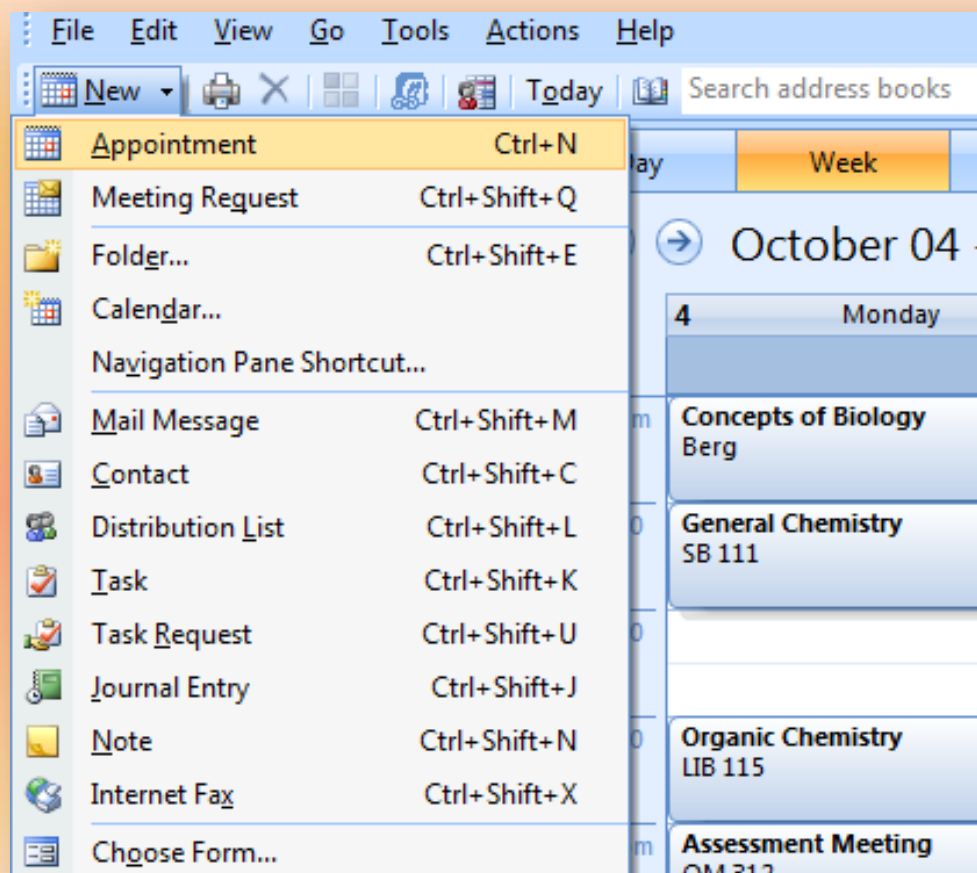 File Edit View Go Tools Actions Help
New Today Search address books
Appointment Ctrl+N
Meeting Request Ctrl+Shift+Q
Folder... Ctrl+Shift+E
Calendar...
Navigation Pane Shortcut...
Mail Message Ctrl+Shift+M
Contact Ctrl+Shift+C
Distribution List Ctrl+Shift+L
Task Ctrl+Shift+K
Task Request Ctrl+Shift+U
Journal Entry Ctrl+Shift+J
Note Ctrl+Shift+N
Internet Fax Ctrl+Shift+X
Choose Form...
Week
October 04
4 Monday
Concepts of Biology
Berg
General Chemistry
SB 111
Organic Chemistry
LIB 115
Assessment Meeting